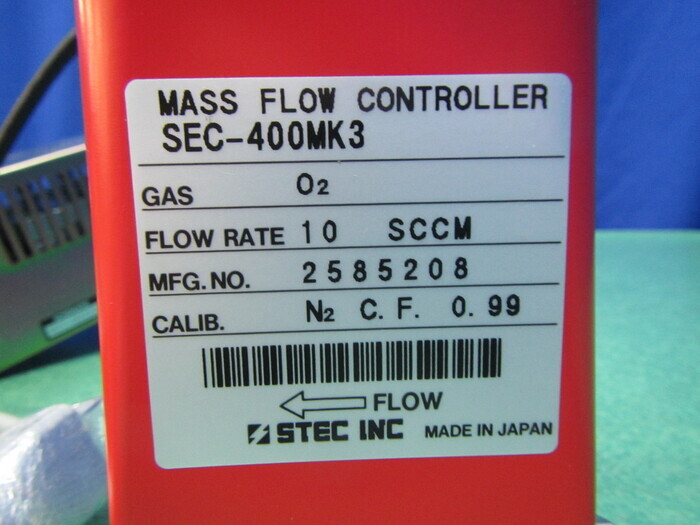 MASS FLOW CONTROLLER
SEC-400MK3
GAS O₂
FLOW RATE 10 SCCM
MFG.NO. 2585208
CALIB. N₂ C.F. 0.99
FLOW
STEC INC MADE IN JAPAN